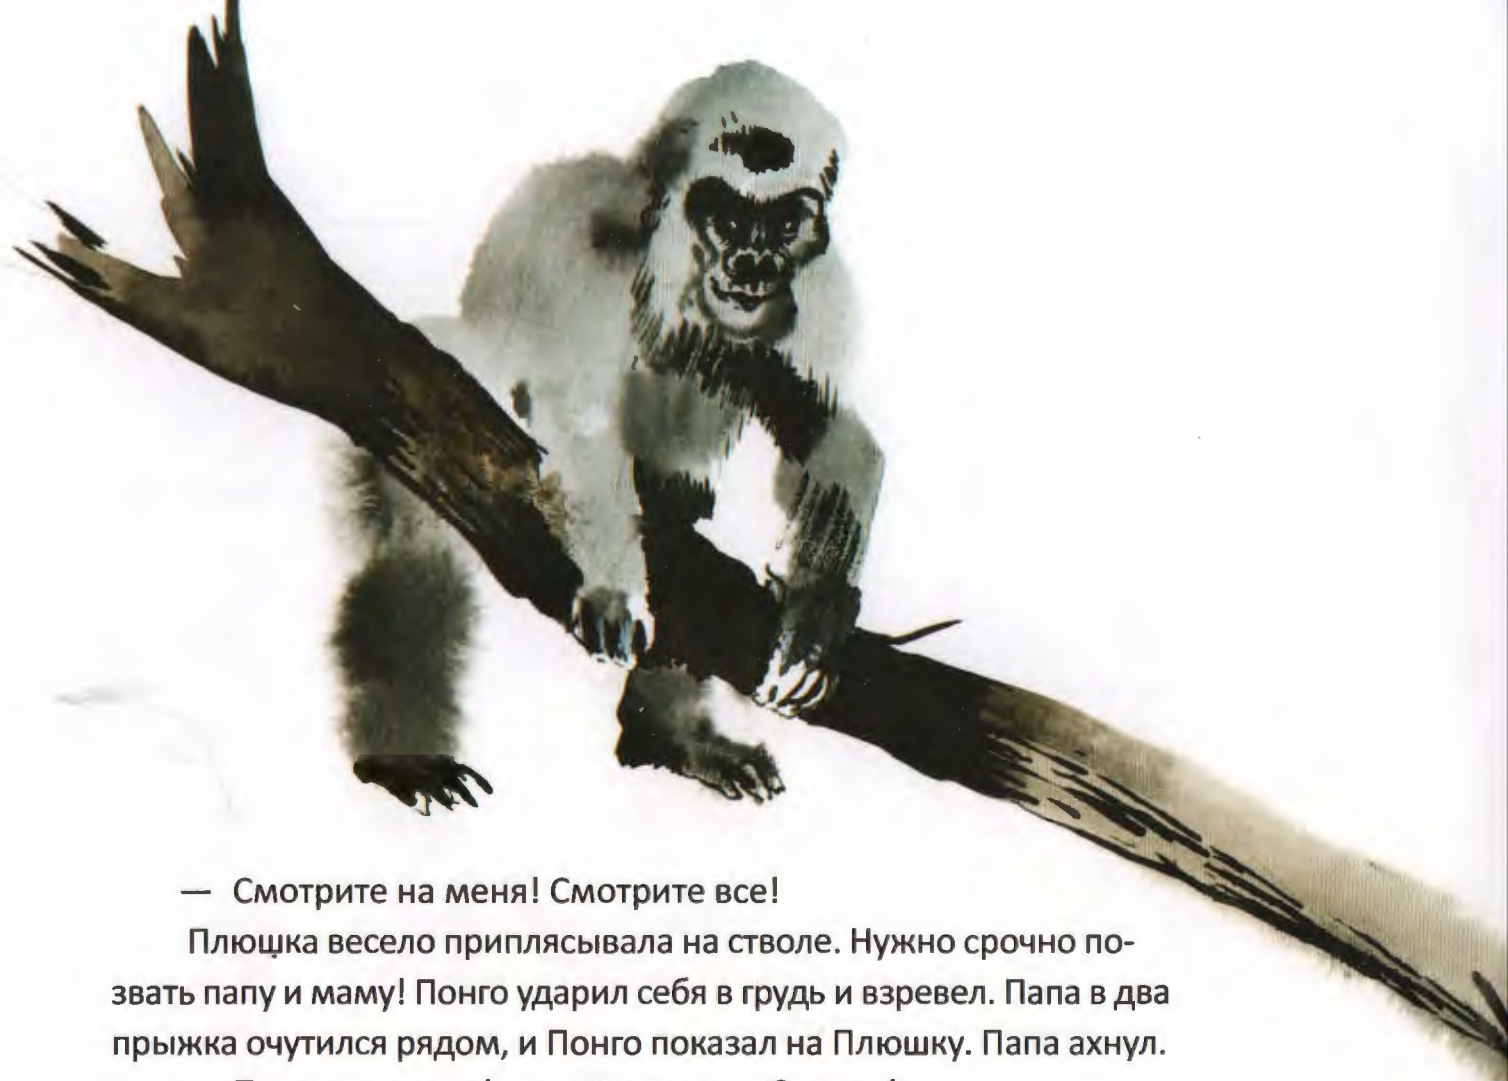 — Смотрите на меня! Смотрите все!
Плюшка весело приплясывала на стволе. Нужно срочно по-
звать папу и маму! Понго ударил себя в грудь и взревел. Папа в два
прыжка очутился рядом, и Понго показал на Плюшку. Папа ахнул.